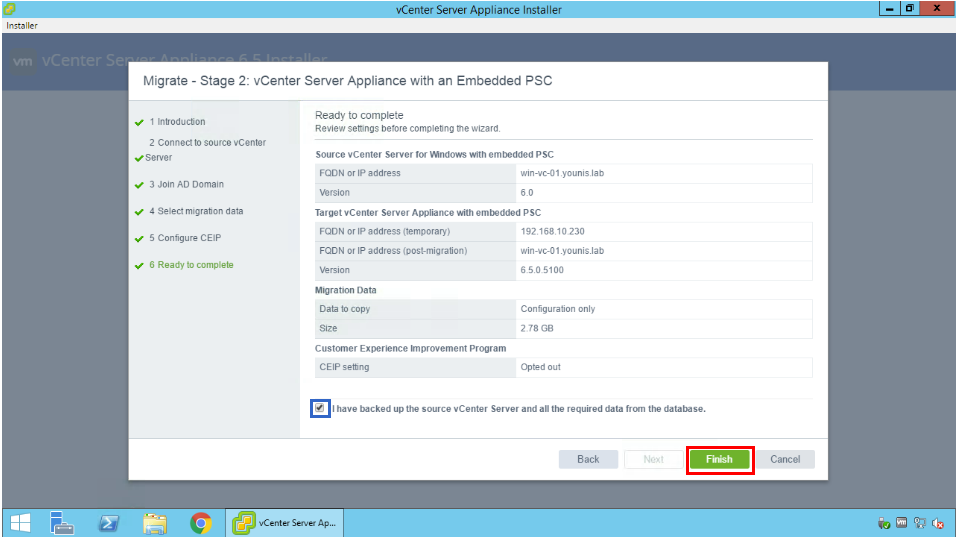 vCenter Server Appliance Installer
Installer
vm vCenter Server Appliance 6.5 Installer
Migrate - Stage 2: vCenter Server Appliance with an Embedded PSC
1 Introduction
2 Connect to source vCenter
Server
3 Join AD Domain
4 Select migration data
5 Configure CEIP
6 Ready to complete
Ready to complete
Review settings before completing the wizard.
Source vCenter Server for Windows with embedded PSC
FQDN or IP address win-vc-01.younis.lab
Version 6.0
Target vCenter Server Appliance with embedded PSC
FQDN or IP address (temporary) 192.168.10.230
FQDN or IP address (post-migration) win-vc-01.younis.lab
Version 6.5.0.5100
Migration Data
Data to copy Configuration only
Size 2.78 GB
Customer Experience Improvement Program
CEIP setting Opted out
I have backed up the source vCenter Server and all the required data from the database.
Back Next Finish Cancel
vCenter Server Ap...
vm